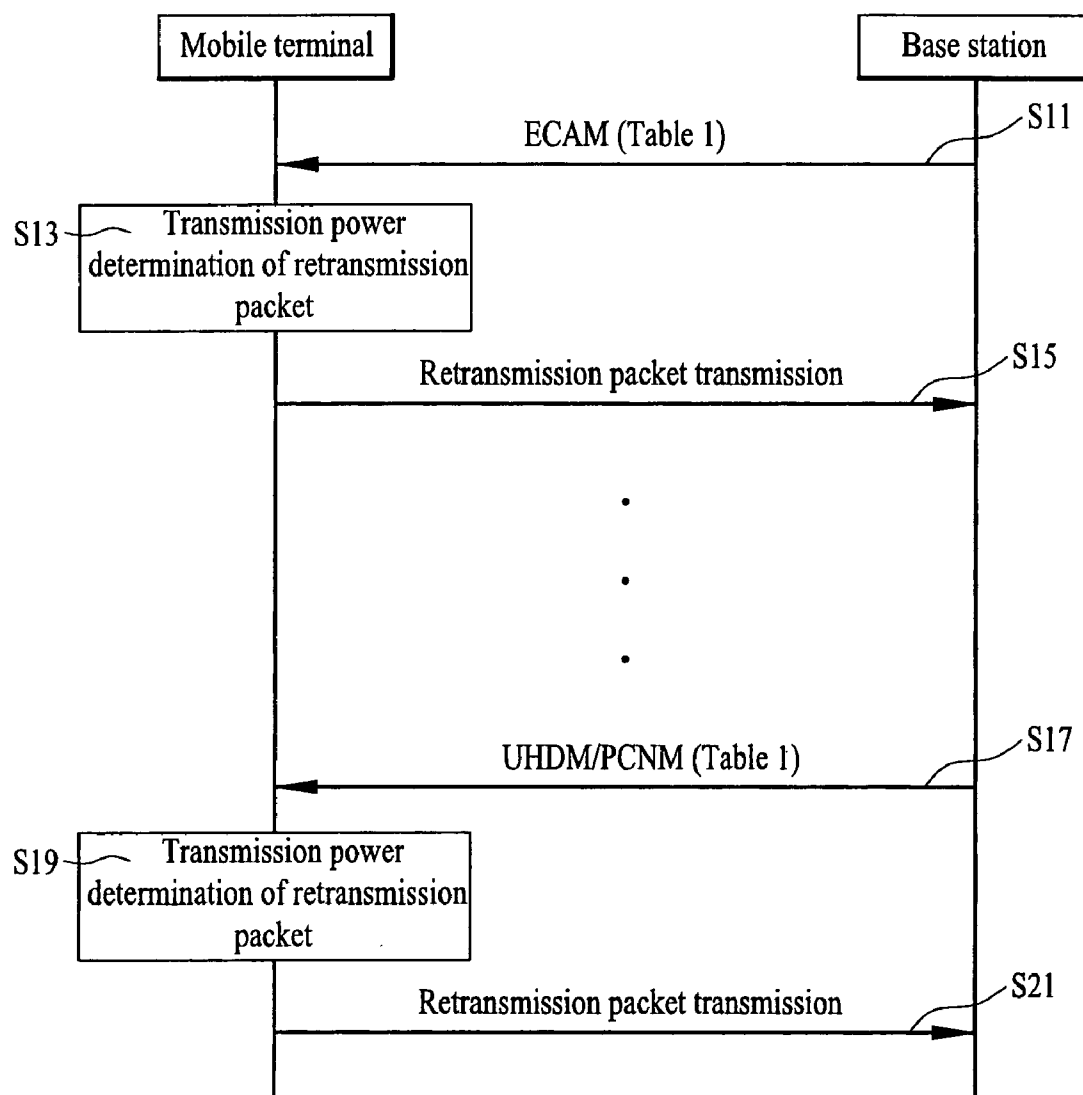 Mobile terminal
Base station
S11
ECAM (Table 1)
S13
Transmission power
determination of retransmission
packet
S15
Retransmission packet transmission
S17
UHDM/PCNM (Table 1)
S19
Transmission power
determination of retransmission
packet
S21
Retransmission packet transmission